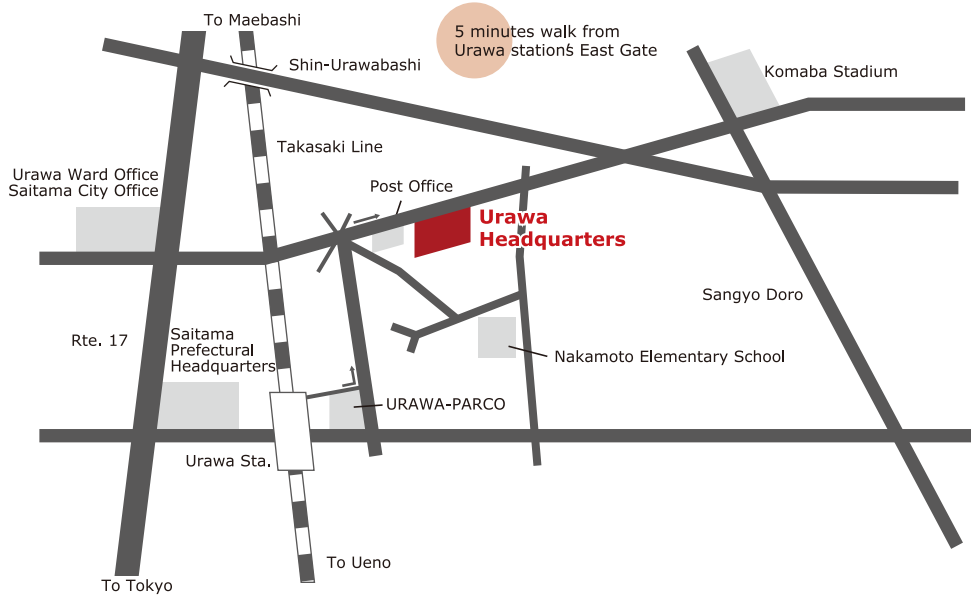 To Maebashi
5 minutes walk from
Urawa station's East Gate
Shin-Urawabashi
Komaba Stadium
Takasaki Line
Urawa Ward Office
Saitama City Office
Post Office
Urawa
Headquarters
Sangyo Doro
Rte. 17
Saitama
Prefectural
Headquarters
Nakamoto Elementary School
URAWA-PARCO
Urawa Sta.
To Ueno
To Tokyo